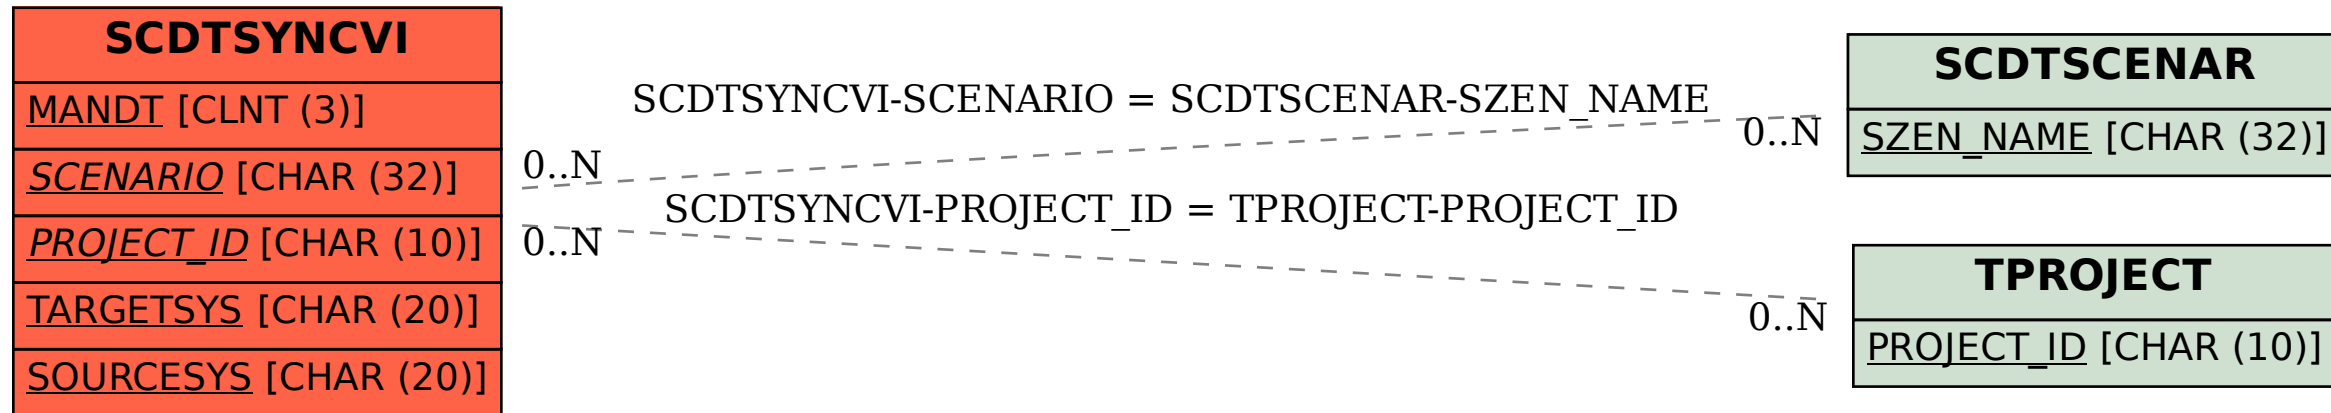 SCDTSYNCVI
MANDT [CLNT (3)]
SCENARIO [CHAR (32)]
PROJECT_ID [CHAR (10)]
TARGETSYS [CHAR (20)]
SOURCESYS [CHAR (20)]
SCDTSYNCVI-SCENARIO = SCDTSCENAR-SZEN_NAME
0..N
0..N
SCDTSYNCVI-PROJECT_ID = TPROJECT-PROJECT_ID
0..N
0..N
SCDTSCENAR
SZEN_NAME [CHAR (32)]
TPROJECT
PROJECT_ID [CHAR (10)]